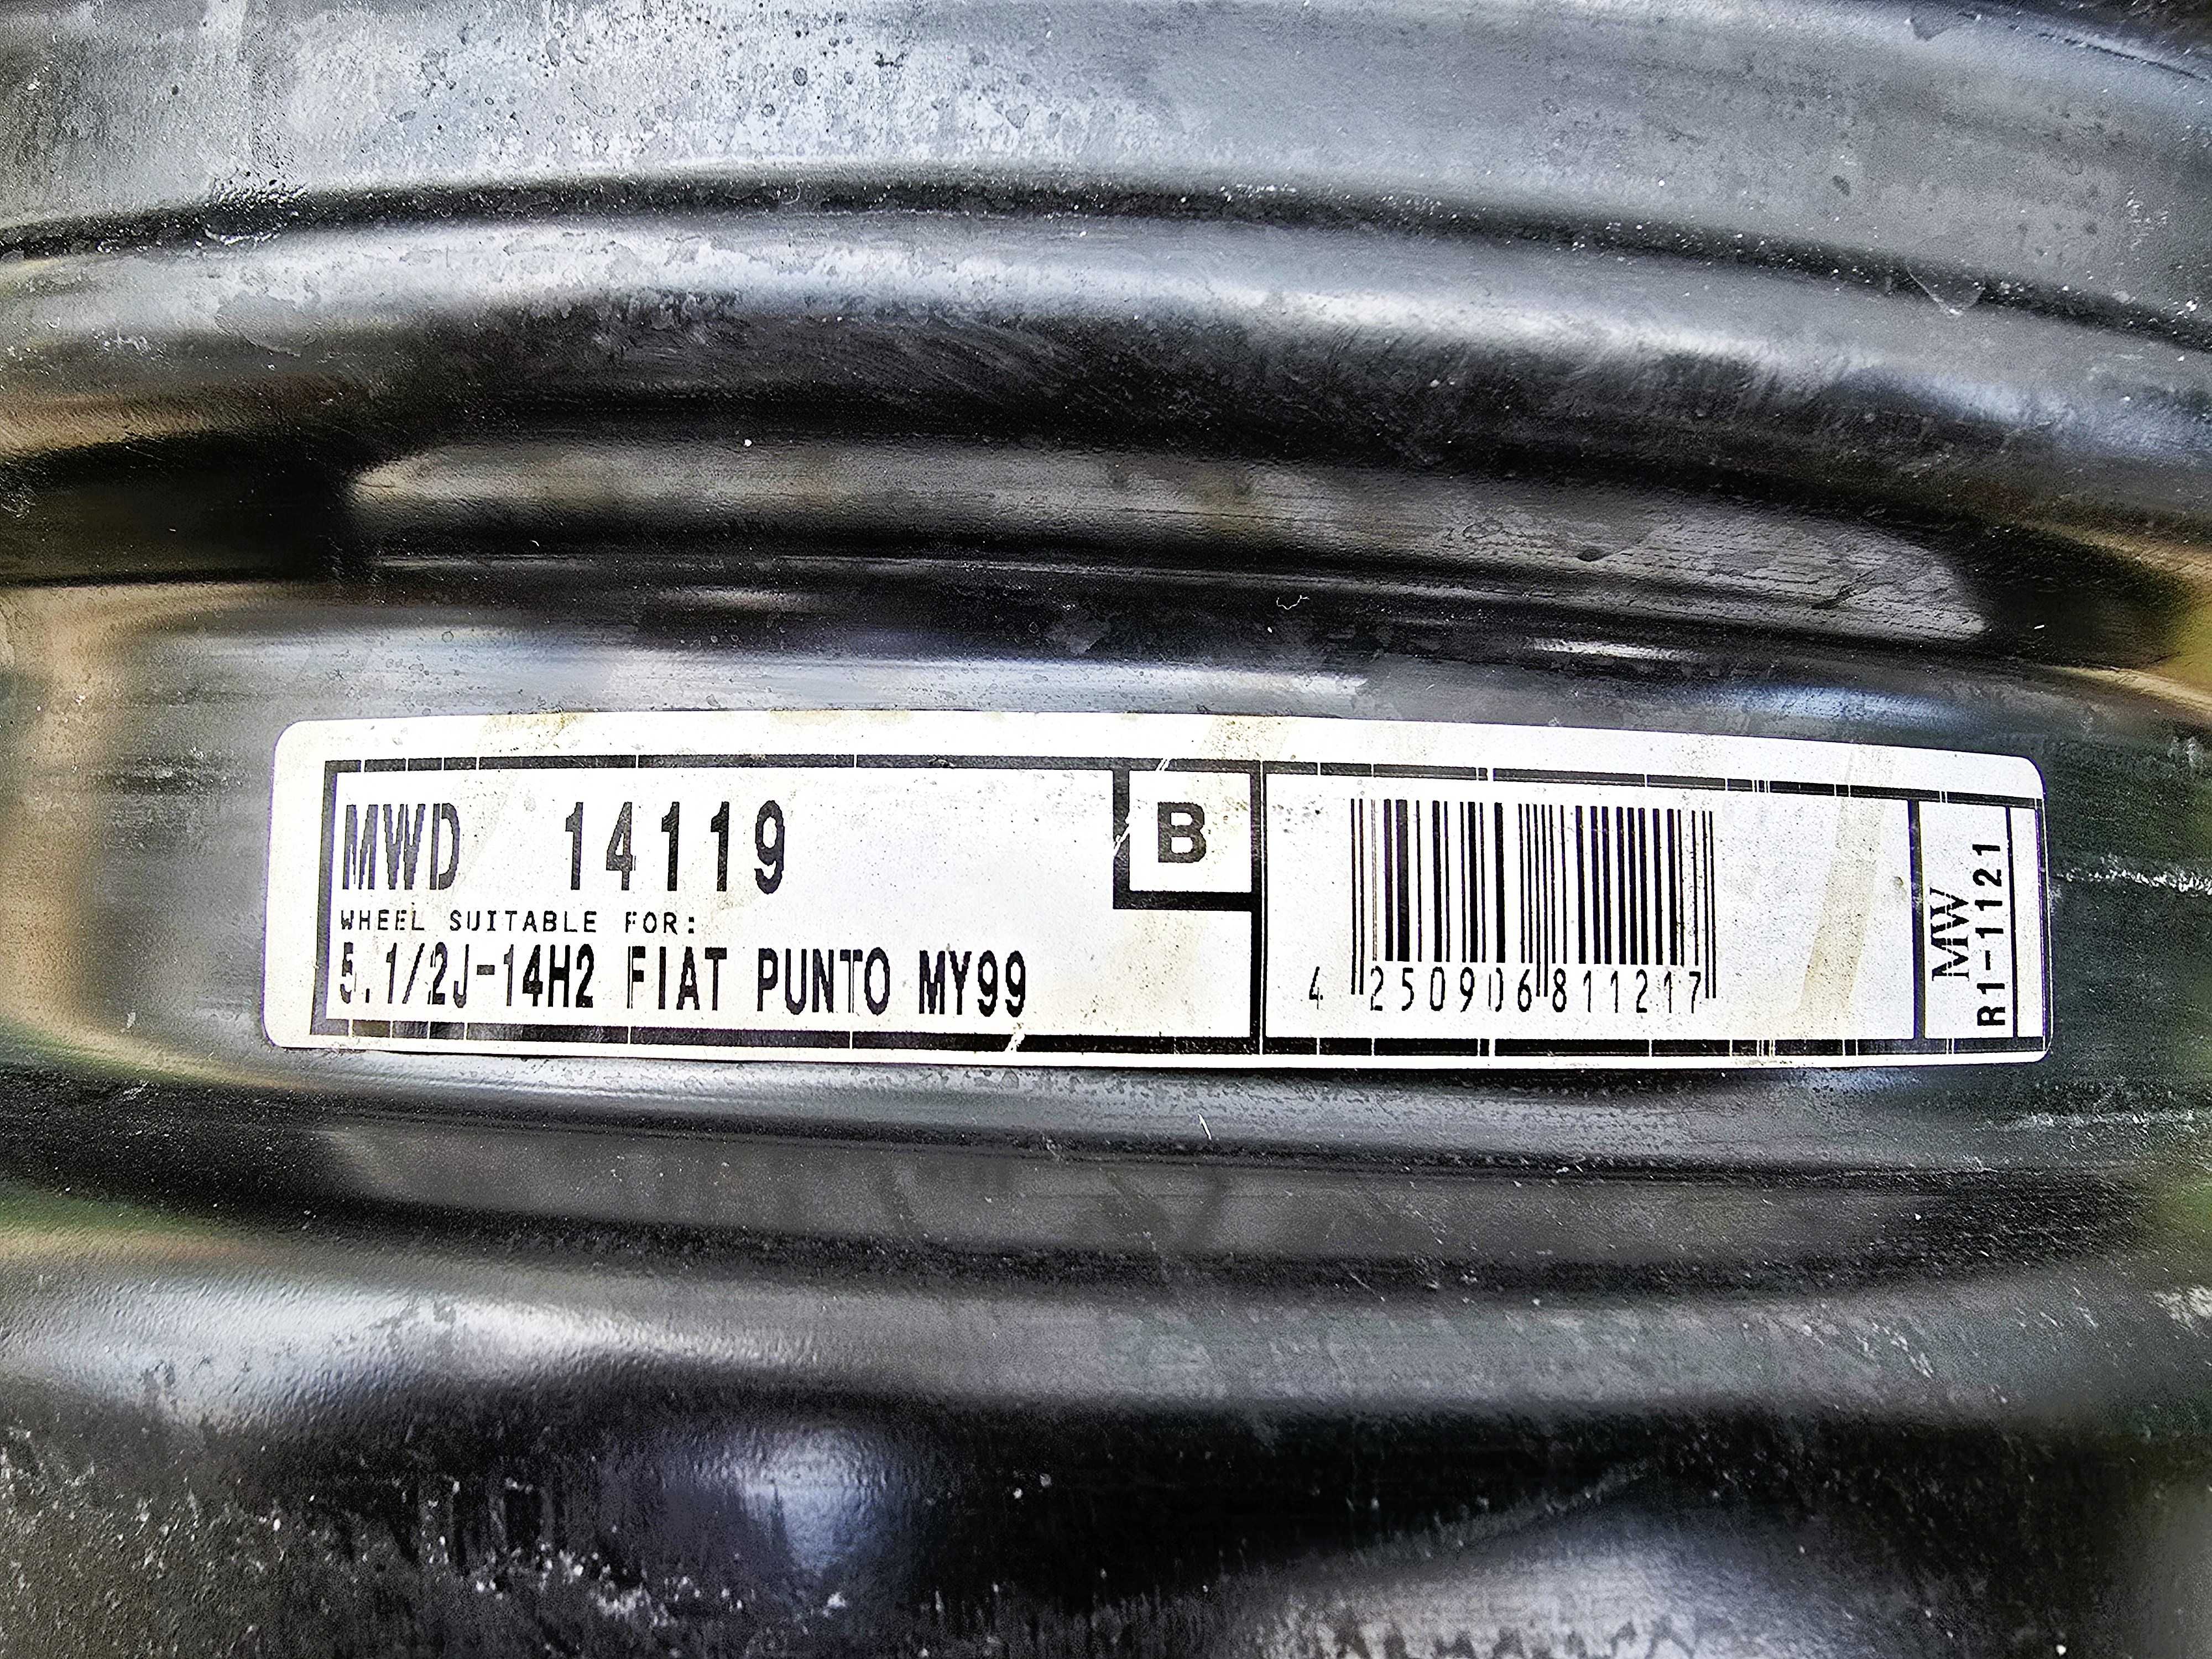 MWD 14119
B
WHEEL SUITABLE FOR:
5.1/2J-14H2 FIAT PUNTO MY99
4 250906 811217
MW
R1-1121